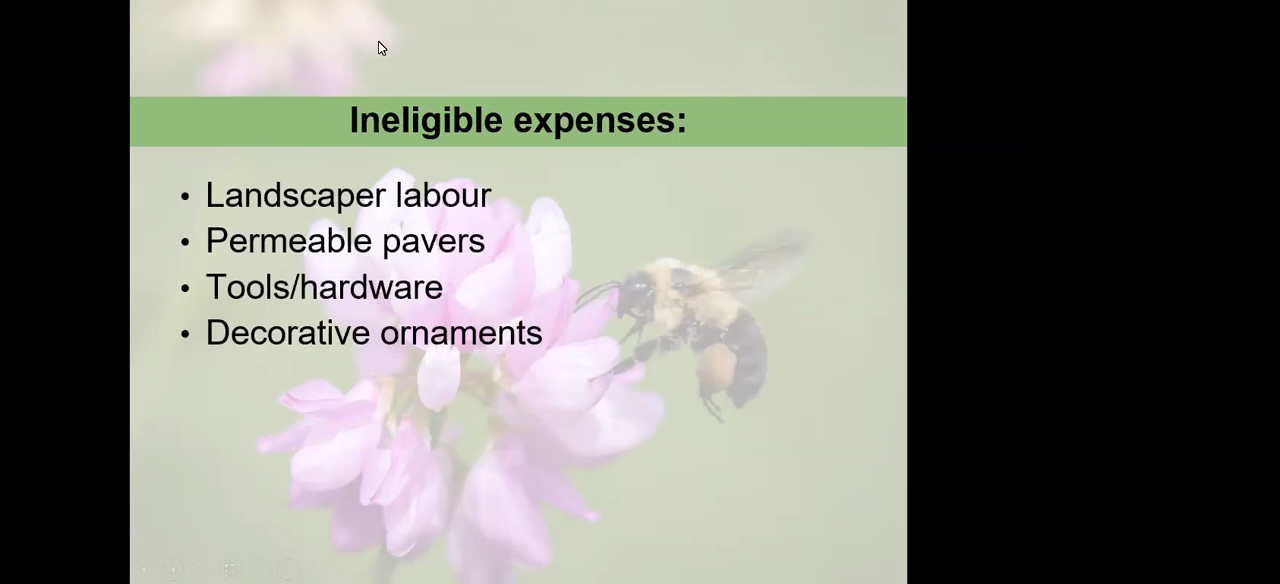 Ineligible expenses:
• Landscaper labour
• Permeable pavers
• Tools/hardware
• Decorative ornaments